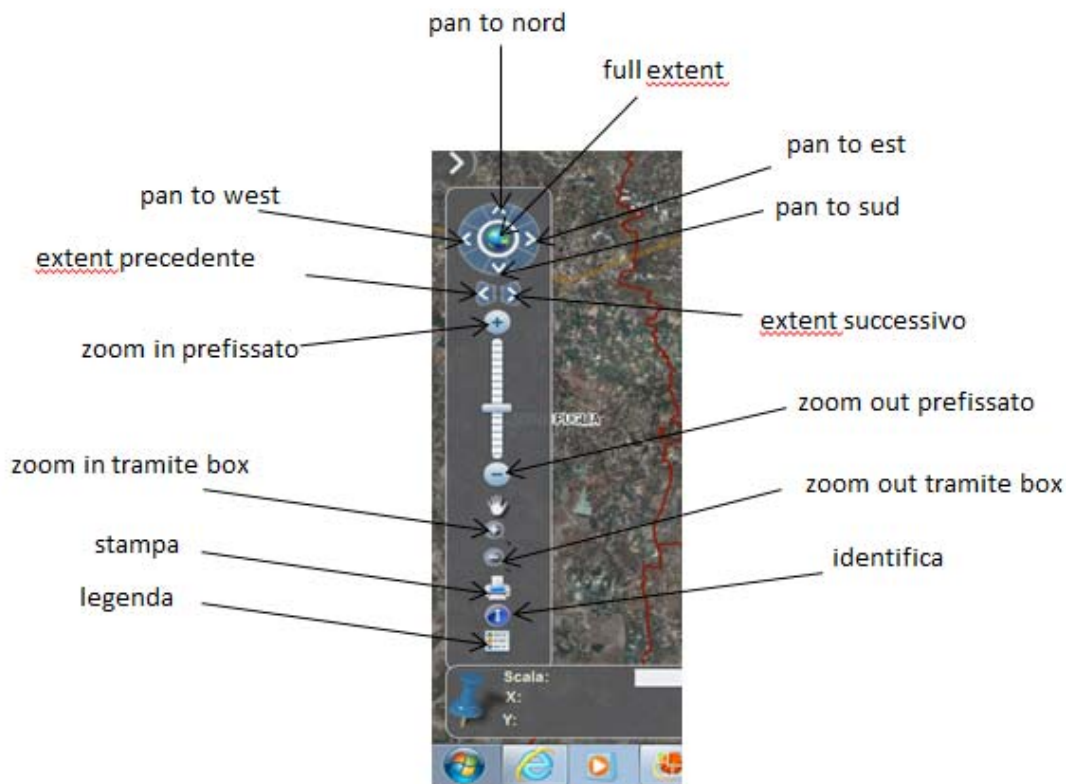 pan to nord
full extent
pan to est
pan to west
pan to sud
extent precedente
extent successivo
zoom in prefissato
zoom out prefissato
PUGLIA
zoom in tramite box
zoom out tramite box
stampa
identifica
legenda
Scala:
X:
Y: